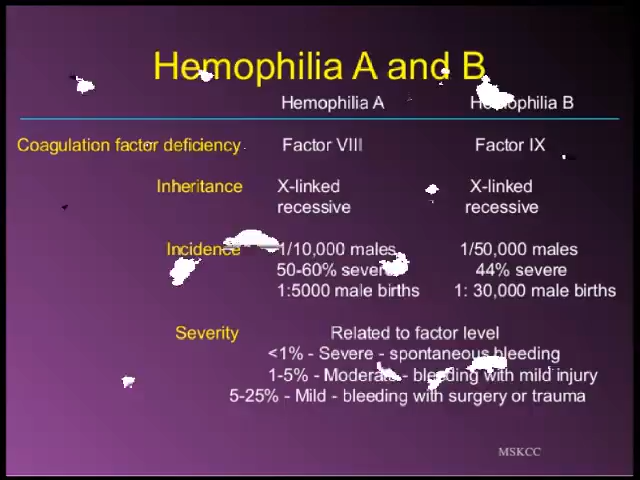 Hemophilia A and B
Hemophilia A Hemophilia B
Coagulation factor deficiency Factor VIII Factor IX
Inheritance X-linked X-linked
recessive recessive
Incidence 1/10,000 males 1/50,000 males
50-60% severe 44% severe
1:5000 male births 1: 30,000 male births
Severity Related to factor level
<1% - Severe - spontaneous bleeding
1-5% - Moderate - bleeding with mild injury
5-25% - Mild - bleeding with surgery or trauma
MSKCC